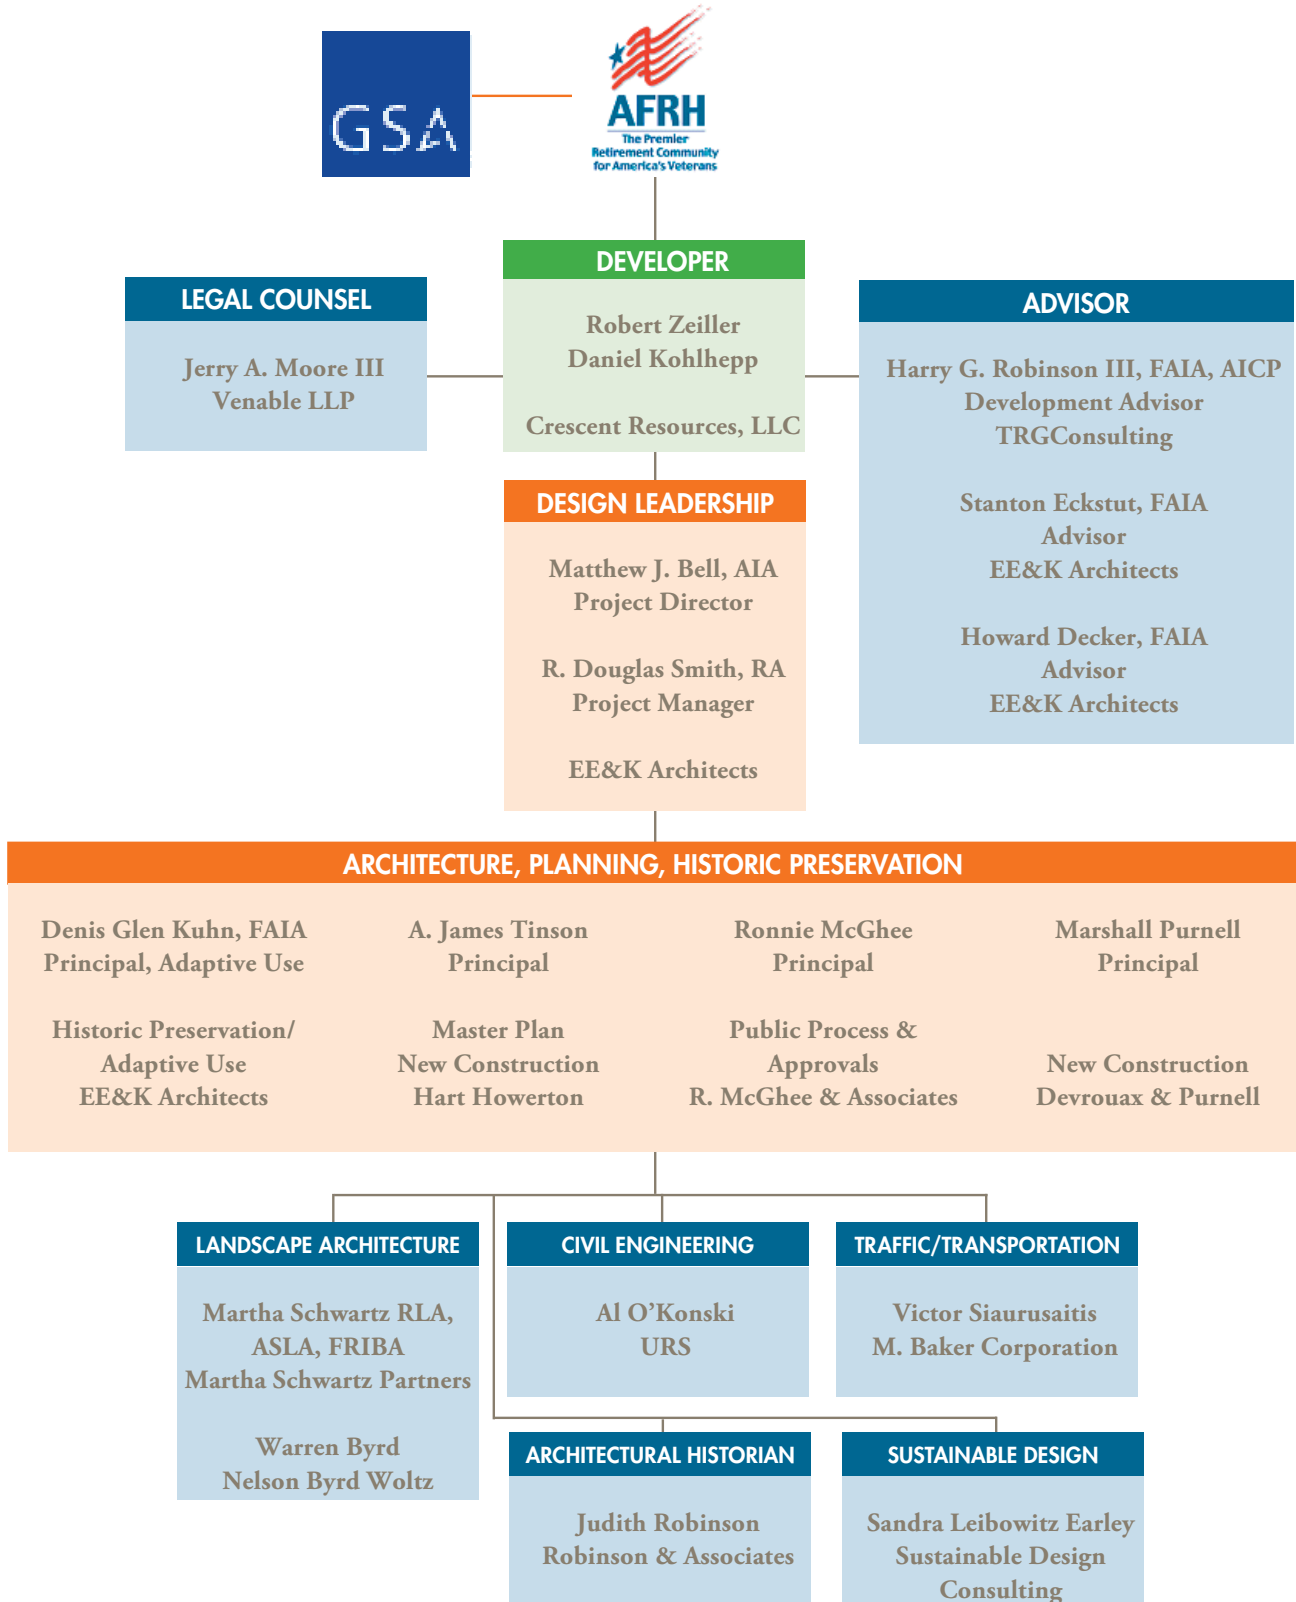 GSA
AFRH
The Premier
Retirement Community
for America's Veterans
DEVELOPER
Robert Zeiller
Daniel Kohlhepp
Crescent Resources, LLC
LEGAL COUNSEL
Jerry A. Moore III
Venable LLP
ADVISOR
Harry G. Robinson III, FAIA, AICP
Development Advisor
TRGConsulting
Stanton Eckstut, FAIA
Advisor
EE&K Architects
Howard Decker, FAIA
Advisor
EE&K Architects
DESIGN LEADERSHIP
Matthew J. Bell, AIA
Project Director
R. Douglas Smith, RA
Project Manager
EE&K Architects
ARCHITECTURE, PLANNING, HISTORIC PRESERVATION
Denis Glen Kuhn, FAIA
Principal, Adaptive Use
Historic Preservation/
Adaptive Use
EE&K Architects
A. James Tinson
Principal
Master Plan
New Construction
Hart Howerton
Ronnie McGhee
Principal
Public Process &
Approvals
R. McGhee & Associates
Marshall Purnell
Principal
New Construction
Devrouax & Purnell
LANDSCAPE ARCHITECTURE
Martha Schwartz RLA,
ASLA, FRIBA
Martha Schwartz Partners
Warren Byrd
Nelson Byrd Woltz
CIVIL ENGINEERING
Al O’Konski
URS
TRAFFIC/TRANSPORTATION
Victor Siaurusaitis
M. Baker Corporation
ARCHITECTURAL HISTORIAN
Judith Robinson
Robinson & Associates
SUSTAINABLE DESIGN
Sandra Leibowitz Earley
Sustainable Design
Consulting